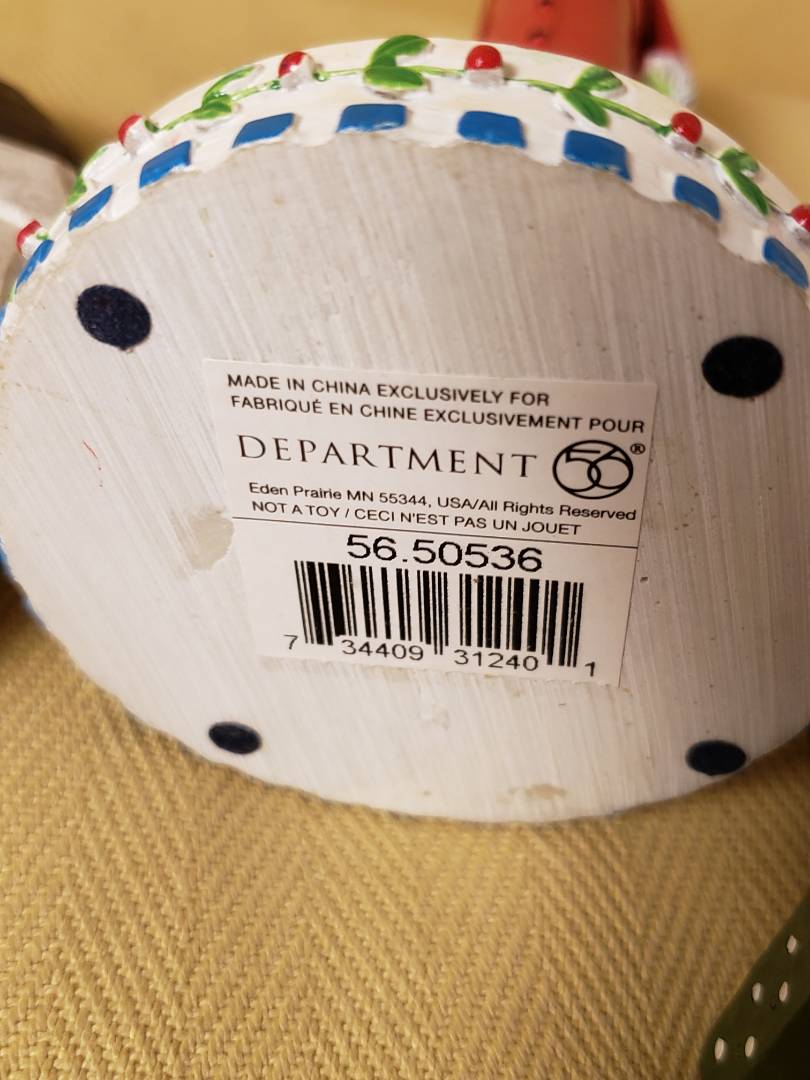 MADE IN CHINA EXCLUSIVELY FOR
FABRIQUÉ EN CHINE EXCLUSIVEMENT POUR
DEPARTMENT 56®
Eden Prairie MN 55344, USA/All Rights Reserved
NOT A TOY / CECI N'EST PAS UN JOUET
56.50536
7 34409 31240 1